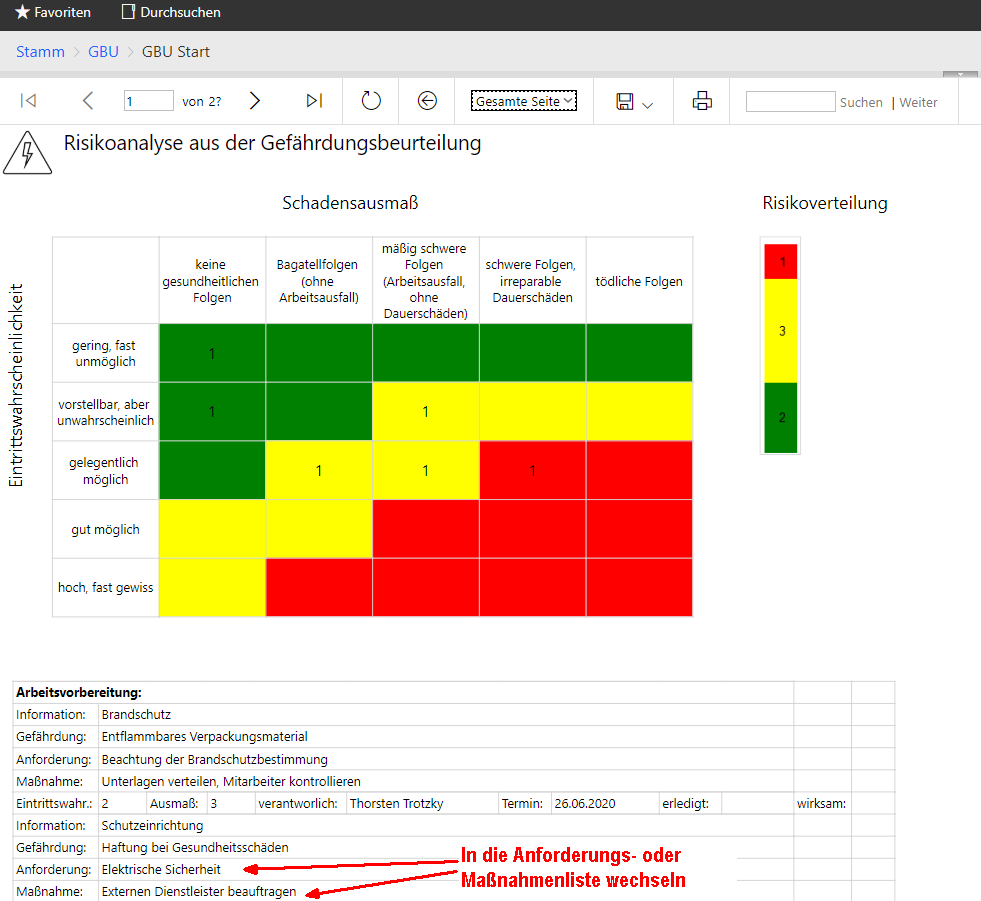 Favoriten Durchsuchen
Stamm > GBU > GBU Start
1 von 2? Gesamte Seite Suchen | Weiter
Risikoanalyse aus der Gefährdungsbeurteilung
Schadensausmaß
Risikoverteilung
Eintrittswahrscheinlichkeit
keine
gesundheitlichen
Folgen
Bagatellfolgen
(ohne
Arbeitsausfall)
mäßig schwere
Folgen
(Arbeitsausfall,
ohne
Dauerschäden)
schwere Folgen,
irreparable
Dauerschäden
tödliche Folgen
gering, fast
unmöglich
1
vorstellbar, aber
unwahrscheinlich
1 1
gelegentlich
möglich
1 1 1
gut möglich
hoch, fast gewiss
1
3
2
Arbeitsvorbereitung:
Information: Brandschutz
Gefährdung: Entflammbares Verpackungsmaterial
Anforderung: Beachtung der Brandschutzbestimmung
Maßnahme: Unterlagen verteilen, Mitarbeiter kontrollieren
Eintrittswahr.: 2 Ausmaß: 3 verantworlich: Thorsten Trotzky Termin: 26.06.2020 erledigt: wirksam:
Information: Schutzeinrichtung
Gefährdung: Haftung bei Gesundheitsschäden
Anforderung: Elektrische Sicherheit
Maßnahme: Externen Dienstleister beauftragen
In die Anforderungs- oder
Maßnahmenliste wechseln